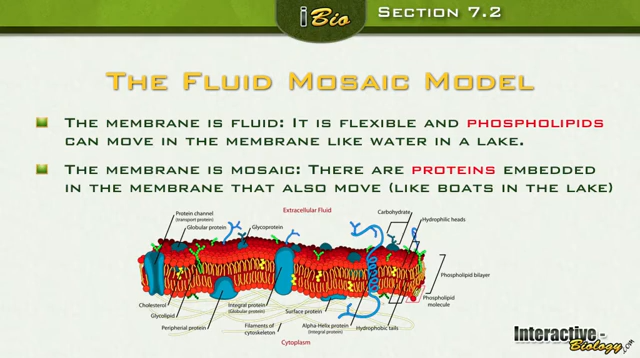 i Bio
Section 7.2
The Fluid Mosaic Model
The membrane is fluid: It is flexible and phospholipids
can move in the membrane like water in a lake.
The membrane is mosaic: There are proteins embedded
in the membrane that also move (like boats in the lake)
Protein channel
(transport protein)
Globular protein
Glycoprotein
Extracellular Fluid
Carbohydrate
Hydrophilic heads
Phospholipid bilayer
Phospholipid
molecule
Cholesterol
Glycolipid
Peripherial protein
Integral protein
(Globular protein)
Filaments of
cytoskeleton
Cytoplasm
Surface protein
Alpha-Helix protein
(Integral protein)
Hydrophobic tails
Interactive-
Biology.com